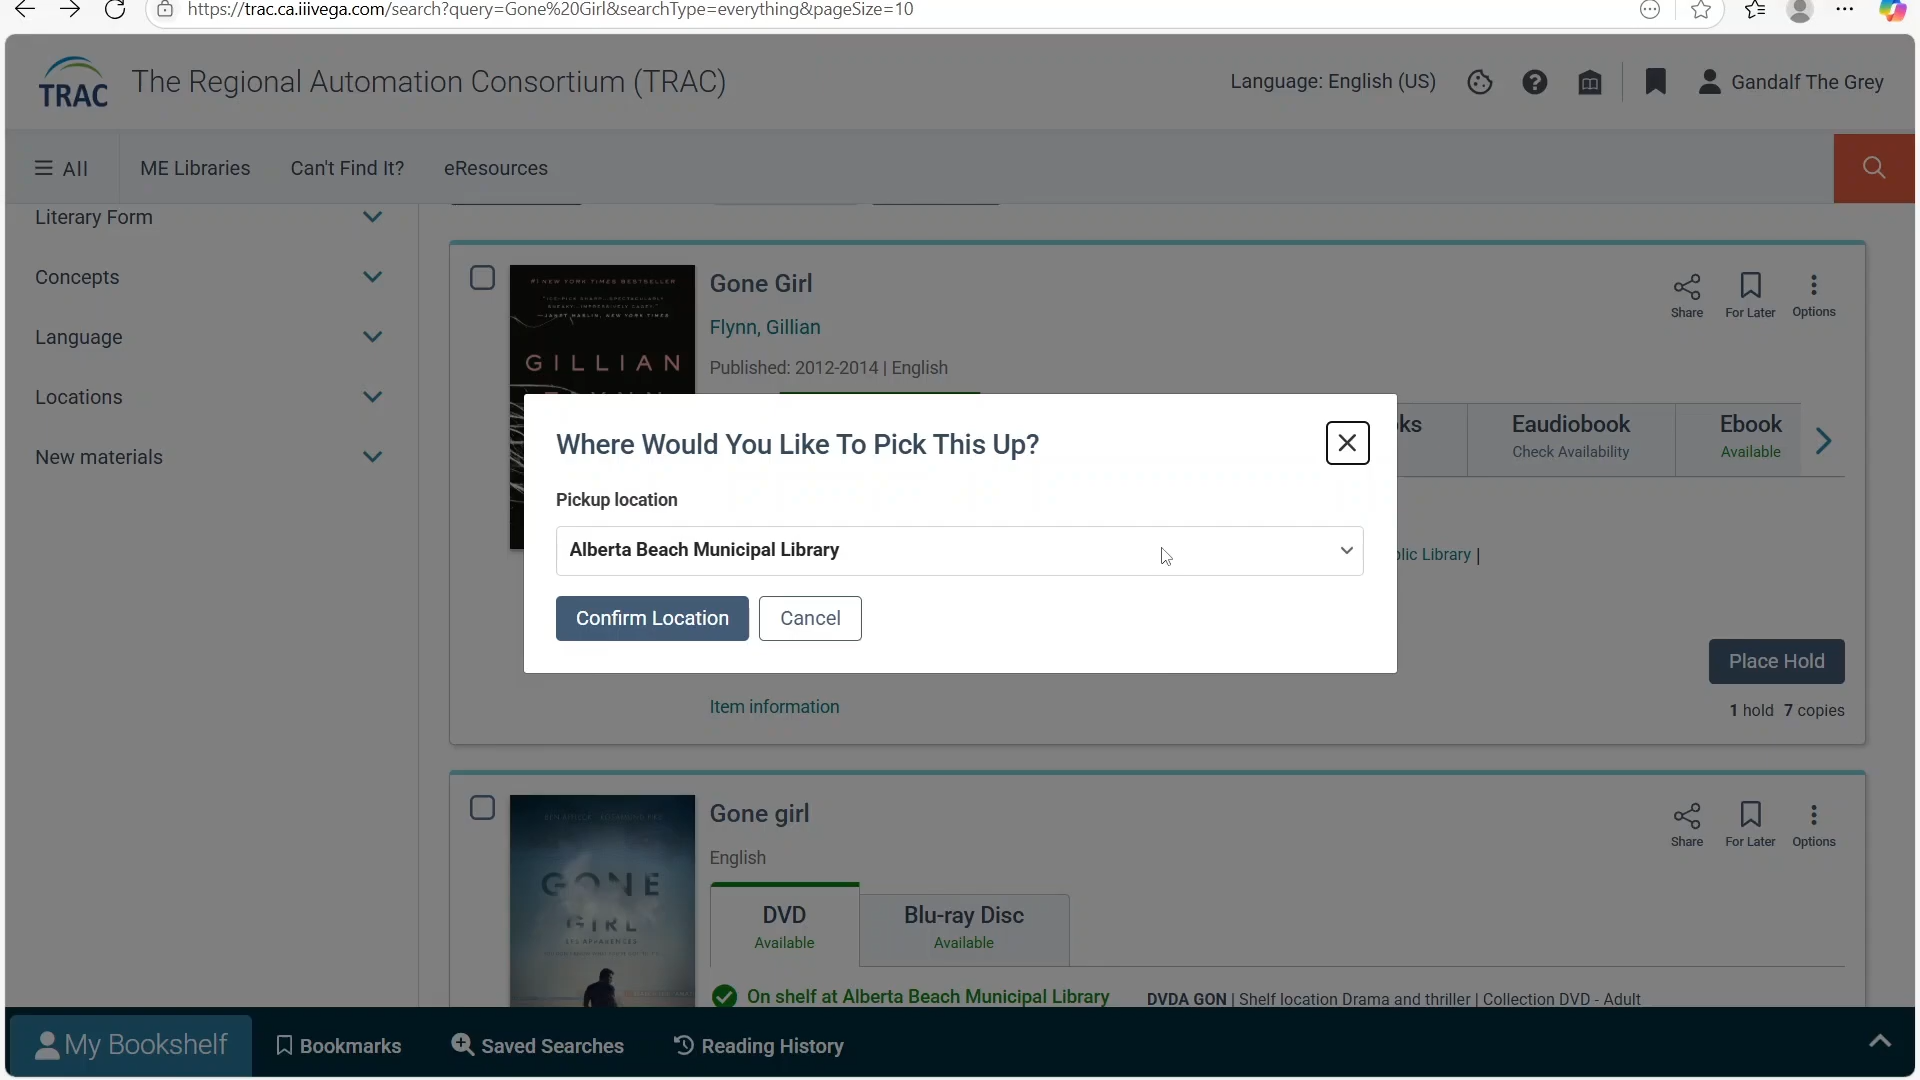 https://trac.ca.iiivega.com/search?query=Gone%20Girl&searchType=everything&pageSize=10
TRAC
The Regional Automation Consortium (TRAC)
Language: English (US)
Gandalf The Grey
All
ME Libraries
Can't Find It?
eResources
Literary Form
Concepts
Language
Locations
New materials
#1 NEW YORK TIMES BESTSELLER
GILLIAN
Gone Girl
Flynn, Gillian
Published: 2012-2014 | English
Share
For Later
Options
ks
Eaudiobook
Check Availability
Ebook
Available
Where Would You Like To Pick This Up?
Pickup location
Alberta Beach Municipal Library
Confirm Location
Cancel
blic Library |
Place Hold
Item information
1 hold 7 copies
GONE
GIRL
Gone girl
English
Share
For Later
Options
DVD
Available
Blu-ray Disc
Available
On shelf at Alberta Beach Municipal Library
DVDA GON | Shelf location Drama and thriller | Collection DVD - Adult
My Bookshelf
Bookmarks
Saved Searches
Reading History